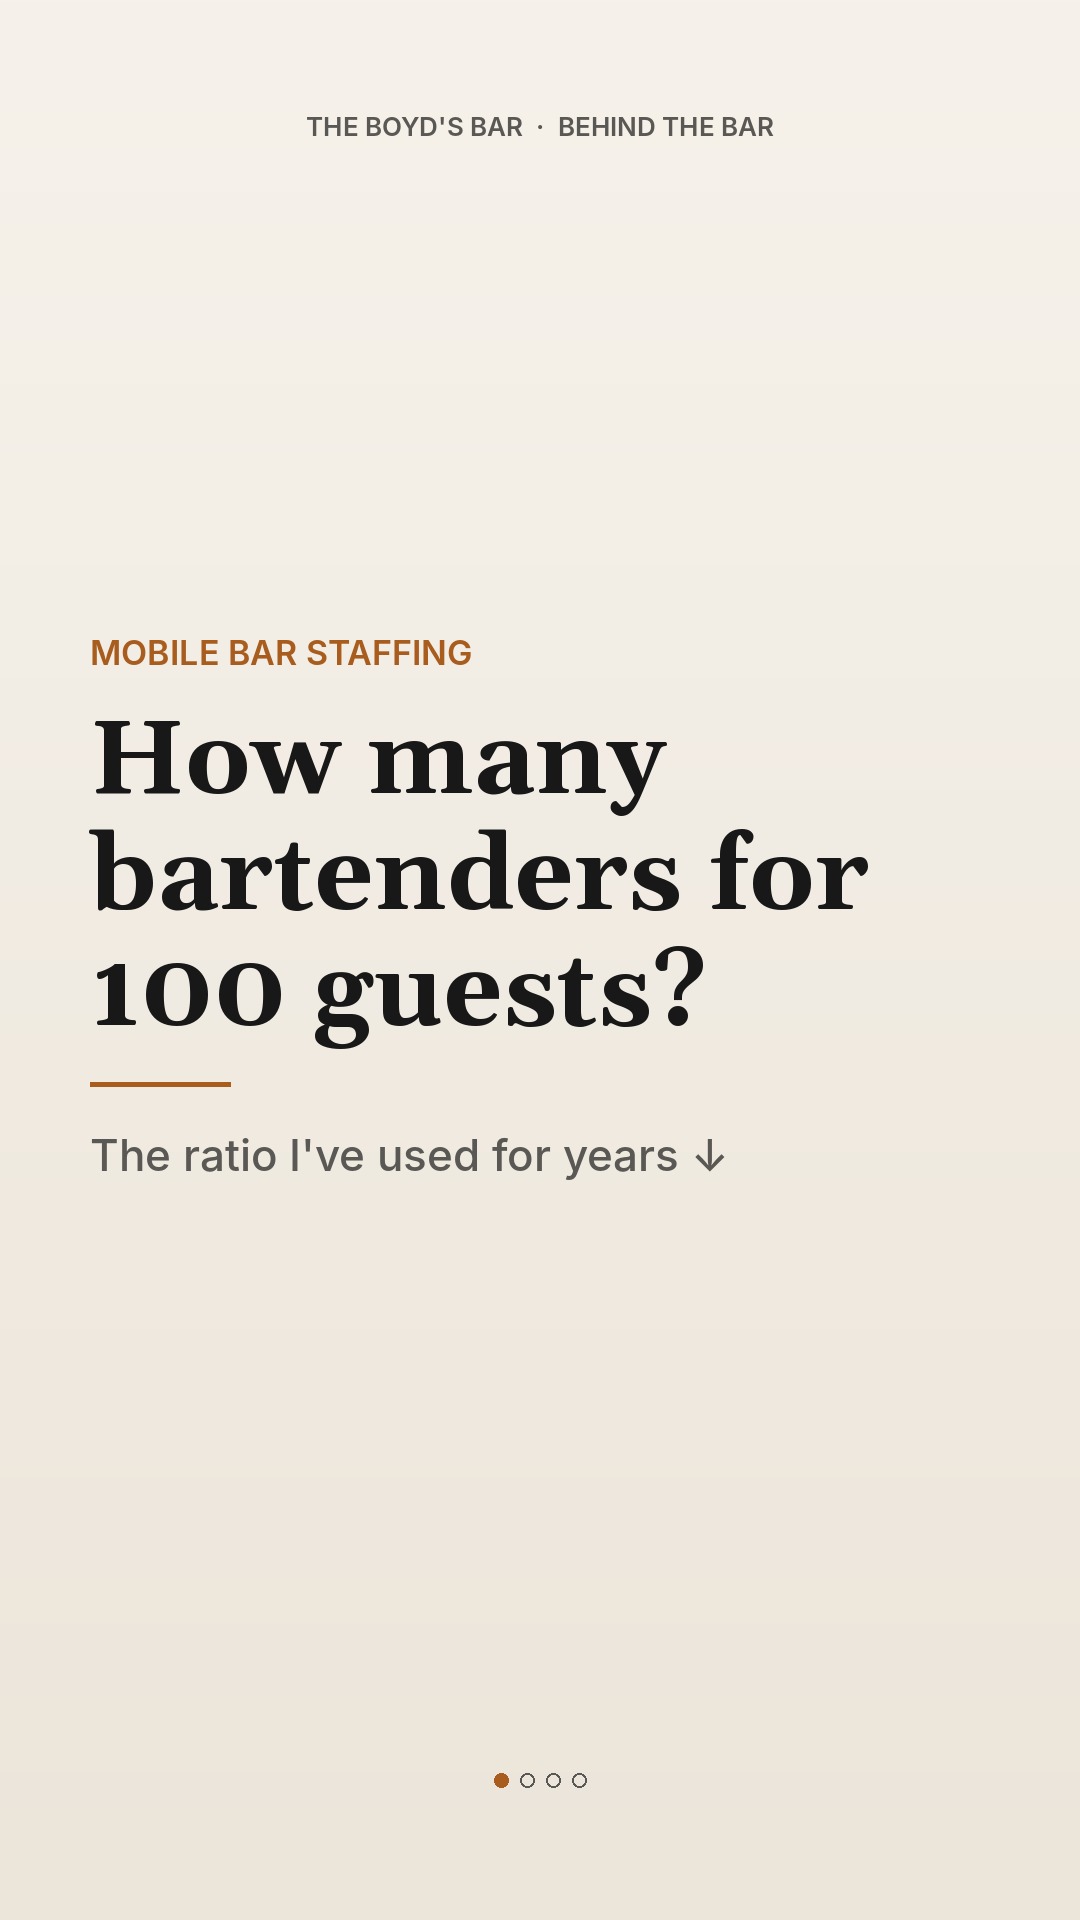 THE BOYD'S BAR · BEHIND THE BAR
MOBILE BAR STAFFING
How many
bartenders for
100 guests?
The ratio I've used for years ↓